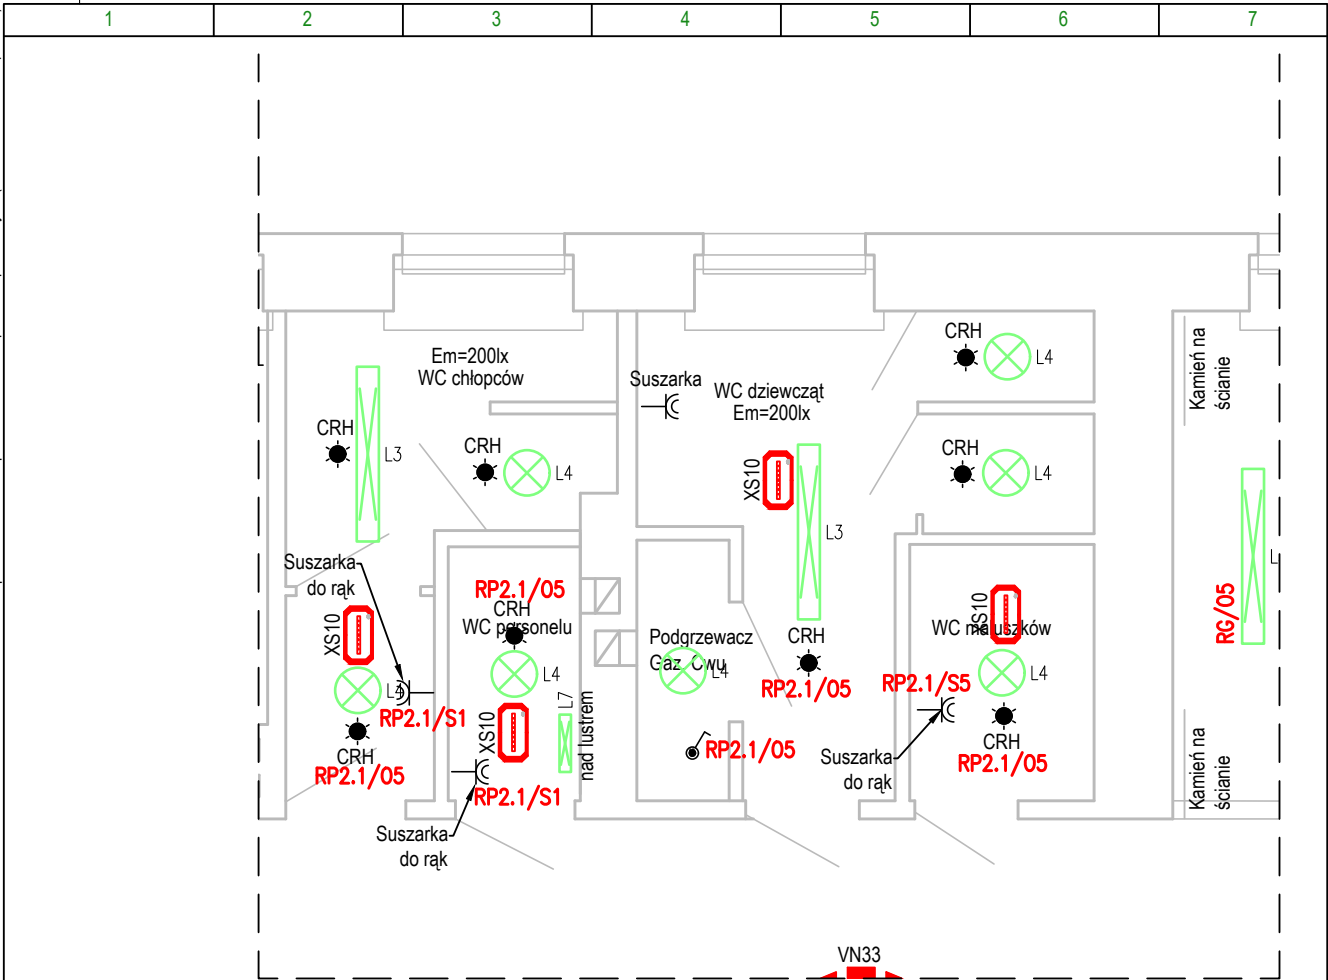 1 2 3 4 5 6 7
Em=200lx
WC chłopców
CRH
L3
CRH
L4
Suszarka
WC dziewcząt
Em=200lx
CRH
L4
CRH
L4
Kamień na
ścianie
XS10
L3
Suszarka
do rąk
XS10
RP2.1/S1
CRH
RP2.1/05
RP2.1/05
CRH
WC personelu
L4
XS10
L7
nad lustrem
RP2.1/S1
Suszarka
do rąk
Podgrzewacz
Gaz. Cwu
L4
RP2.1/05
CRH
RP2.1/05
XS10
WC maluszków
L4
RP2.1/S5
CRH
RP2.1/05
Suszarka
do rąk
RG/05
L
Kamień na
ścianie
VN33